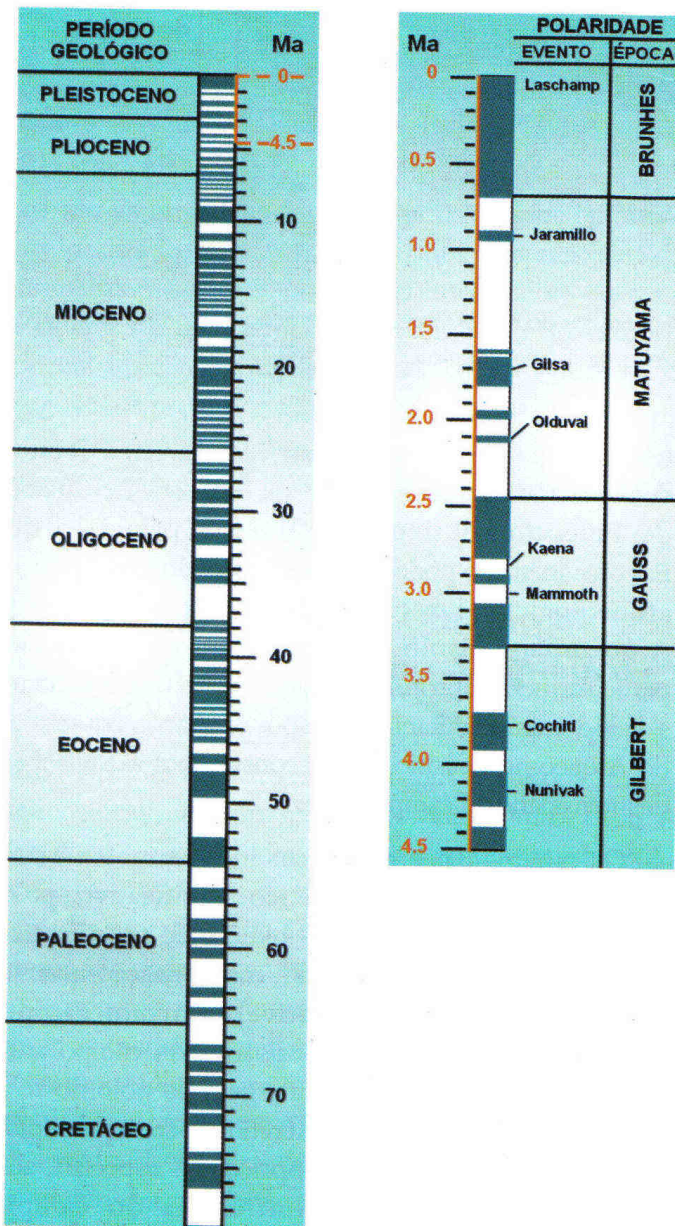 PERÍODO
GEOLÓGICO
Ma
0
PLEISTOCENO
PLIOCENO
4.5
10
MIOCENO
20
30
OLIGOCENO
40
EOCENO
50
PALEOCENO
60
70
CRETÁCEO
Ma
POLARIDADE
EVENTO
ÉPOCA
0
Laschamp
BRUNHES
0.5
Jaramillo
1.0
MATUYAMA
1.5
Gilsa
2.0
Olduvai
2.5
Kaena
GAUSS
3.0
Mammoth
3.5
Cochiti
GILBERT
4.0
Nunivak
4.5